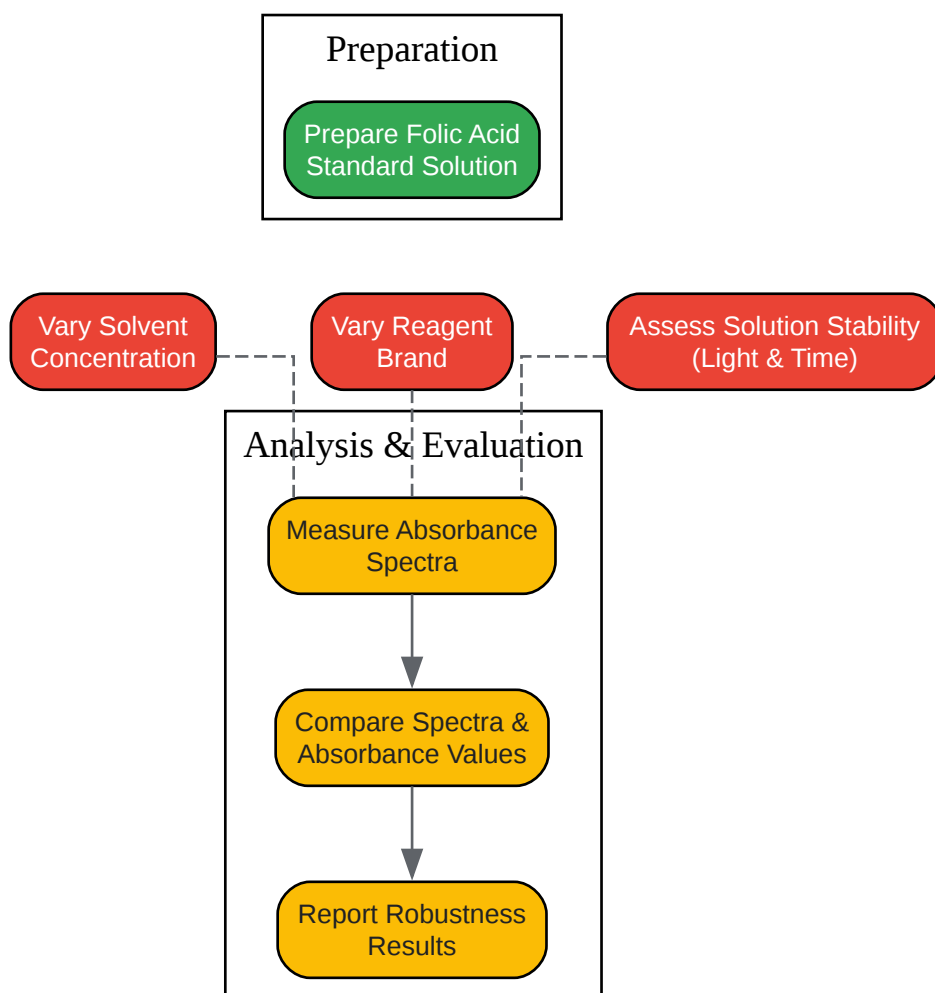 Preparation
Prepare Folic Acid
Standard Solution
Vary Solvent
Concentration
Vary Reagent
Brand
Assess Solution Stability
(Light & Time)
Analysis & Evaluation
Measure Absorbance
Spectra
Compare Spectra &
Absorbance Values
Report Robustness
Results